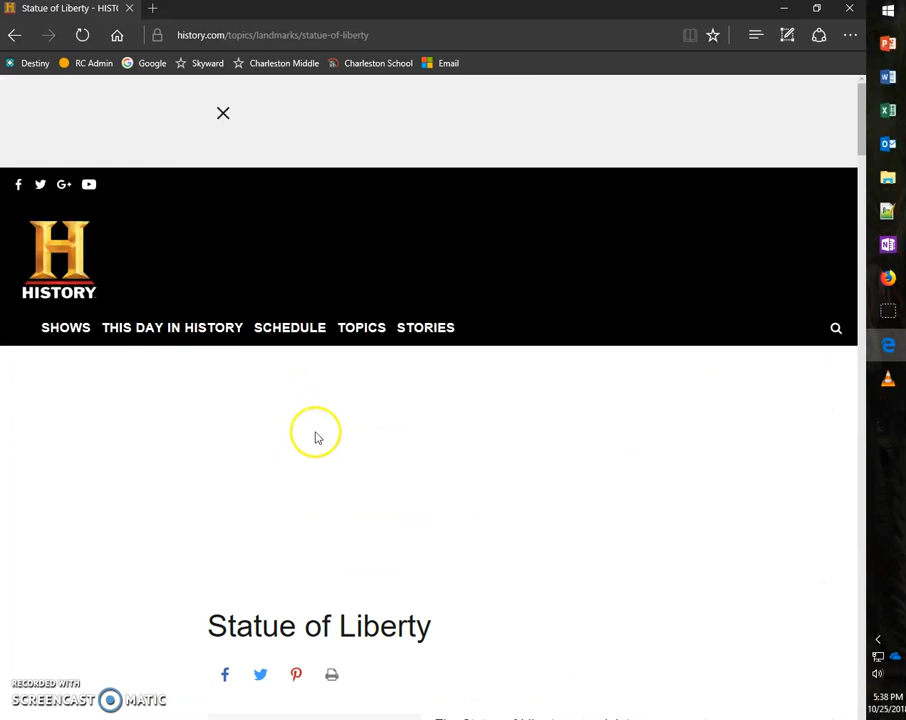 Statue of Liberty - HIST
history.com/topics/landmarks/statue-of-liberty
Destiny RC Admin Google Skyward Charleston Middle Charleston School Email
HISTORY
SHOWS THIS DAY IN HISTORY SCHEDULE TOPICS STORIES
Statue of Liberty
RECORDED WITH
SCREENCAST MATIC
5:38 PM
10/25/201